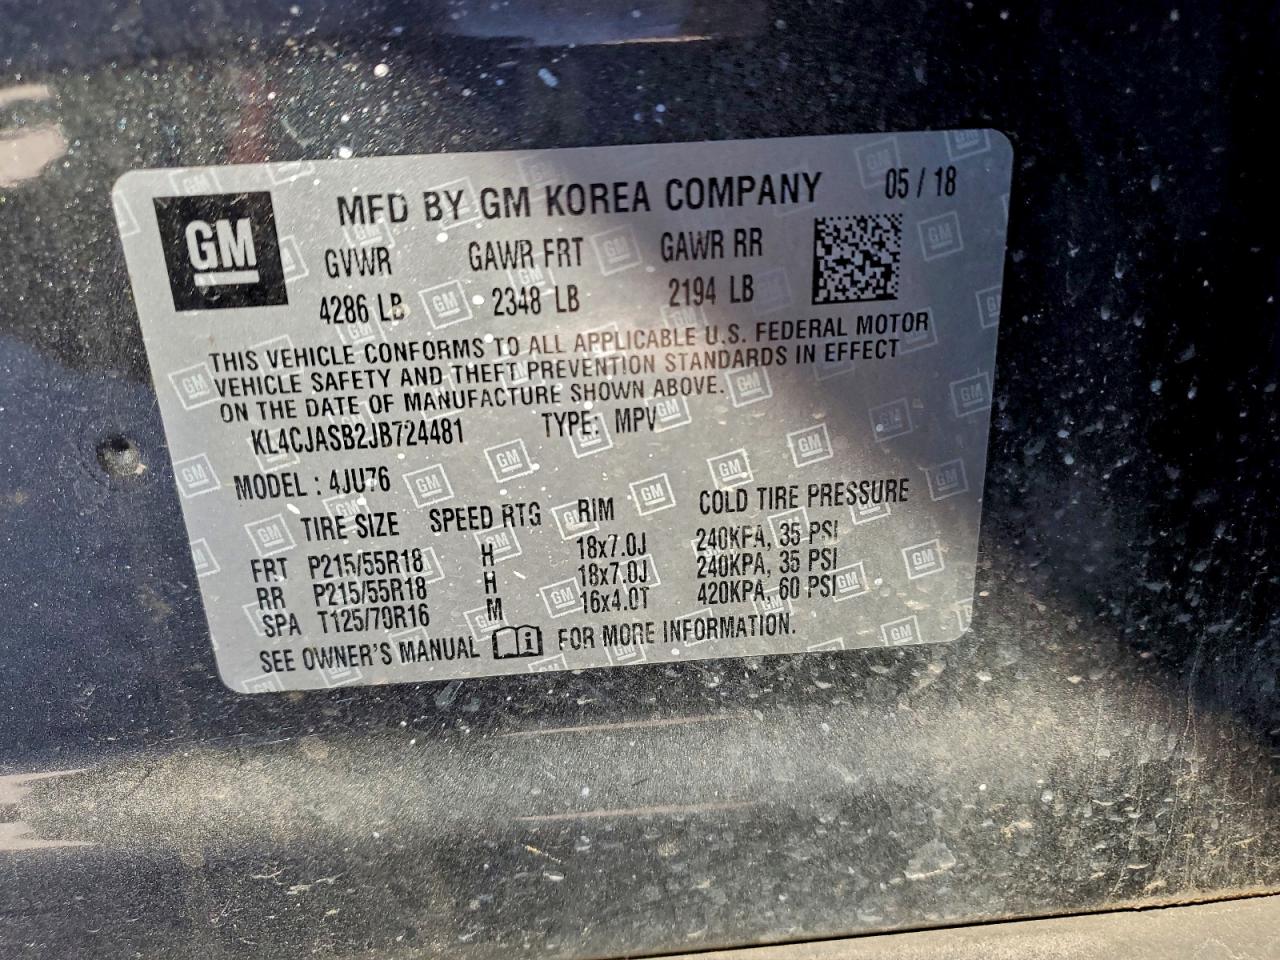 GM
MFD BY GM KOREA COMPANY 05 / 18
GVWR GAWR FRT GAWR RR
4286 LB 2348 LB 2194 LB
THIS VEHICLE CONFORMS TO ALL APPLICABLE U.S. FEDERAL MOTOR
VEHICLE SAFETY AND THEFT PREVENTION STANDARDS IN EFFECT
ON THE DATE OF MANUFACTURE SHOWN ABOVE.
KL4CJASB2JB724481 TYPE: MPV
MODEL : 4JU76
TIRE SIZE SPEED RTG RIM COLD TIRE PRESSURE
FRT P215/55R18 H 18x7.0J 240KPA, 35 PSI
RR P215/55R18 H 18x7.0J 240KPA, 35 PSI
SPA T125/70R16 M 16x4.0T 420KPA, 60 PSI
SEE OWNER'S MANUAL FOR MORE INFORMATION.